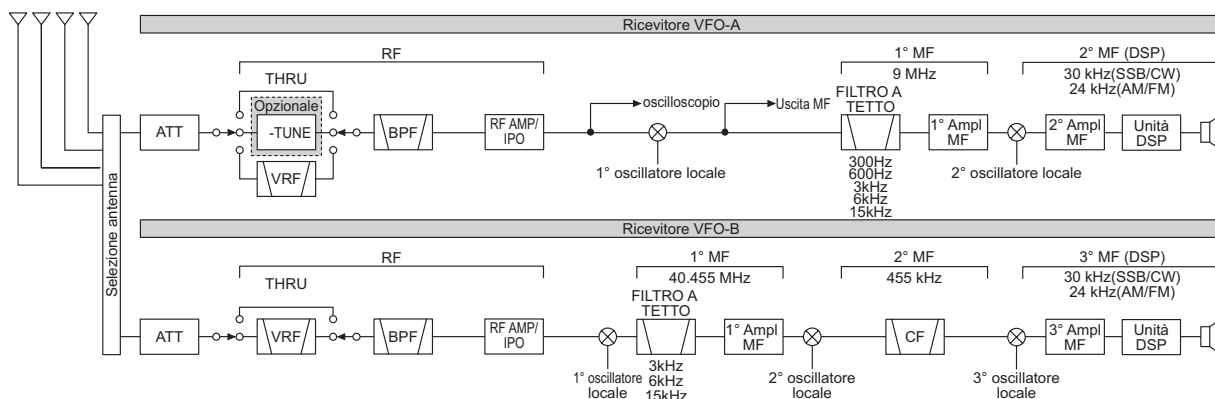 Ricevitore VFO-A
RF
1° MF
9 MHz
2° MF (DSP)
30 kHz(SSB/CW)
24 kHz(AM/FM)
THRU
Opzionale
-TUNE
VRF
ATT
BPF
RF AMP/
IPO
oscilloscopio
Uscita MF
1° oscillatore locale
FILTRO A
TETTO
300Hz
600Hz
3kHz
6kHz
15kHz
1° Ampl
MF
2° oscillatore locale
2° Ampl
MF
Unità
DSP
Selezione antenna
Ricevitore VFO-B
RF
1° MF
40.455 MHz
2° MF
455 kHz
3° MF (DSP)
30 kHz(SSB/CW)
24 kHz(AM/FM)
THRU
ATT
VRF
BPF
RF AMP/
IPO
1° oscillatore
locale
FILTRO A
TETTO
3kHz
6kHz
15kHz
1° Ampl
MF
2° oscillatore
locale
CF
3° oscillatore
locale
3° Ampl
MF
Unità
DSP